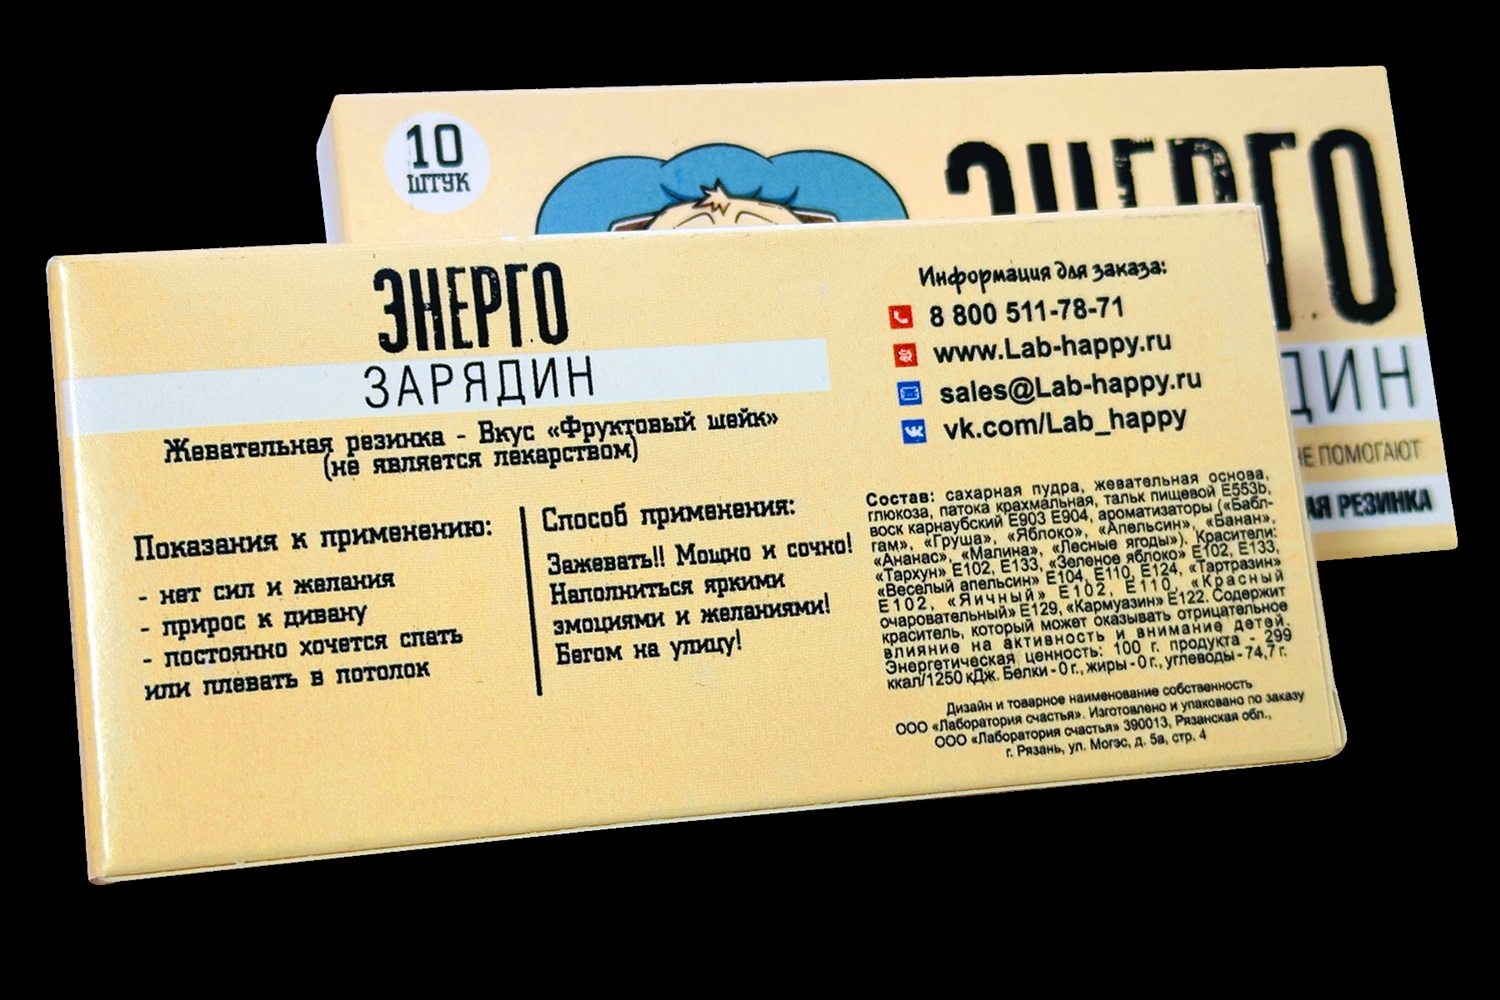 10
ШТУК
ЭНЕРГО
ДИН
НЕ ПОМОГАЮТ
АЯ РЕЗИНКА
ЭНЕРГО
ЗАРЯДИН
Жевательная резинка - Вкус «Фруктовый шейк»
(не является лекарством)
Показания к применению:
- нет сил и желания
- прирос к дивану
- постоянно хочется спать
или плевать в потолок
Способ применения:
Зажевать!! Мощно и сочно!
Наполниться яркими
эмоциями и желаниями!
Бегом на улицу!
Информация для заказа:
8 800 511-78-71
www.Lab-happy.ru
sales@Lab-happy.ru
vk.com/Lab_happy
Состав: сахарная пудра, жевательная основа,
глюкоза, патока крахмальная, тальк пищевой E553b,
воск карнаубский E903 E904, ароматизаторы («Бабл-
гам», «Груша», «Яблоко», «Апельсин», «Банан»,
«Ананас», «Малина», «Лесные ягоды»). Красители:
«Тархун» E102, E133, «Зеленое яблоко» E102, E133,
«Веселый апельсин» E104, E110, E124, «Тартразин»
E102, «Яичный» E102, E110, «Красный
очаровательный» E129, «Кармуазин» E122. Содержит
краситель, который может оказывать отрицательное
влияние на активность и внимание детей.
Энергетическая ценность: 100 г. продукта - 299
ккал/1250 кДж. Белки - 0 г., жиры - 0 г., углеводы - 74,7 г.
Дизайн и товарное наименование собственность
ООО «Лаборатория счастья». Изготовлено и упаковано по заказу
ООО «Лаборатория счастья» 390013, Рязанская обл.,
г. Рязань, ул. Могэс, д. 5а, стр. 4